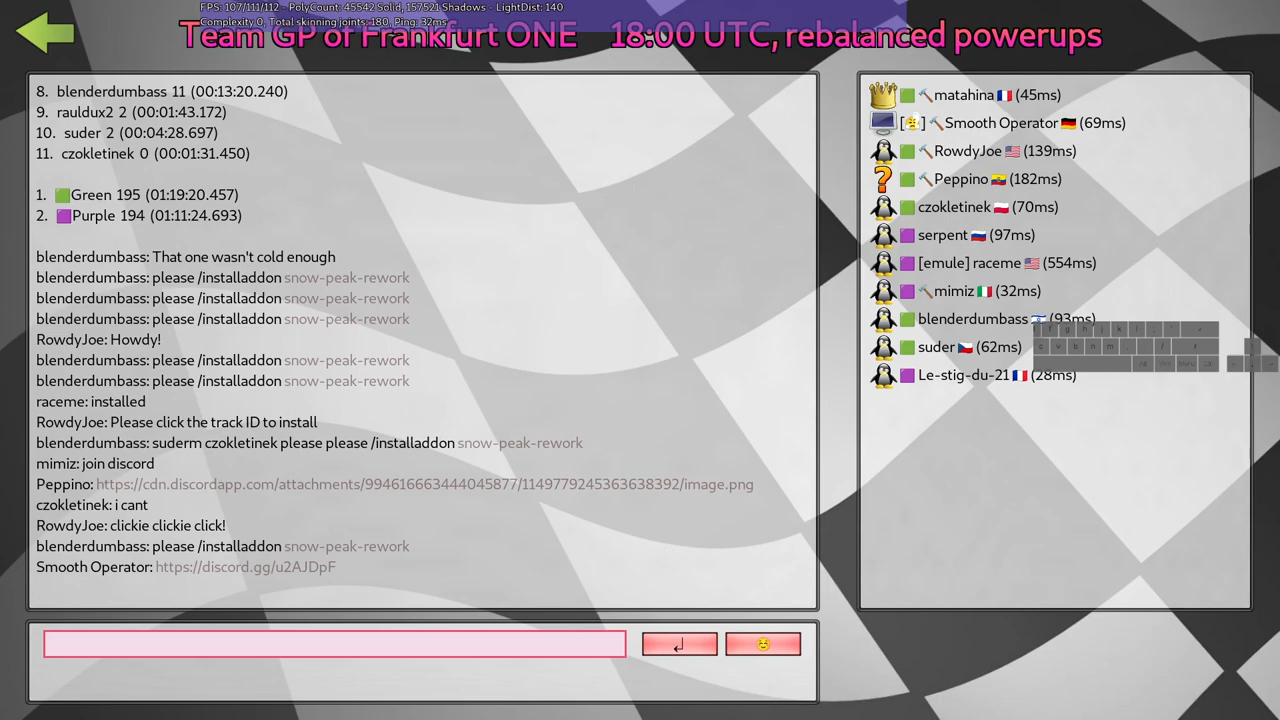 FPS: 107/111/112 - PolyCount: 45542 Solid, 157521 Shadows - LightDist: 140
Complexity 0, Total skinning joints: 180, Ping: 32ms
Team GP of Frankfurt ONE 18:00 UTC, rebalanced powerups
8. blenderdumbass 11 (00:13:20.240)
9. rauldux2 2 (00:01:43.172)
10. suder 2 (00:04:28.697)
11. czokletinek 0 (00:01:31.450)
1. 🟩Green 195 (01:19:20.457)
2. 🟪Purple 194 (01:11:24.693)
blenderdumbass: That one wasn't cold enough
blenderdumbass: please /installaddon snow-peak-rework
blenderdumbass: please /installaddon snow-peak-rework
blenderdumbass: please /installaddon snow-peak-rework
RowdyJoe: Howdy!
blenderdumbass: please /installaddon snow-peak-rework
blenderdumbass: please /installaddon snow-peak-rework
raceme: installed
RowdyJoe: Please click the track ID to install
blenderdumbass: suderm czokletinek please please /installaddon snow-peak-rework
mimiz: join discord
Peppino: https://cdn.discordapp.com/attachments/994616663444045877/1149779245363638392/image.png
czokletinek: i cant
RowdyJoe: clickie clickie click!
blenderdumbass: please /installaddon snow-peak-rework
Smooth Operator: https://discord.gg/u2AJDpF
matahina (45ms)
Smooth Operator (69ms)
RowdyJoe (139ms)
Peppino (182ms)
czokletinek (70ms)
serpent (97ms)
[emule] raceme (554ms)
mimiz (32ms)
blenderdumbass (93ms)
suder (62ms)
Le-stig-du-21 (28ms)